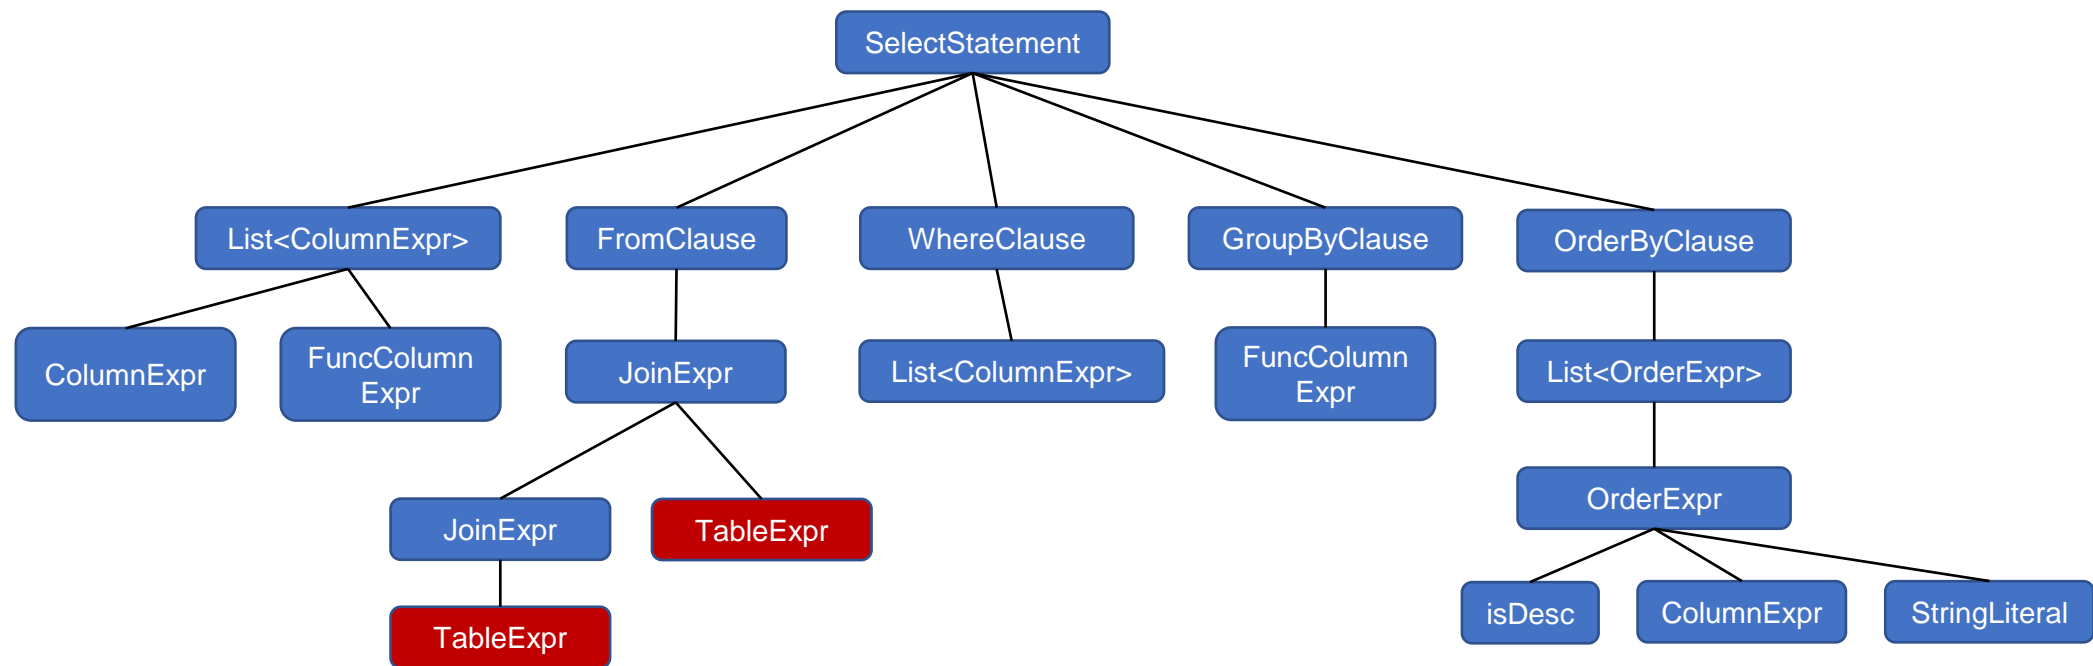 SelectStatement
List<ColumnExpr>
FromClause
WhereClause
GroupByClause
OrderByClause
ColumnExpr
FuncColumn
Expr
JoinExpr
List<ColumnExpr>
FuncColumn
Expr
List<OrderExpr>
JoinExpr
TableExpr
OrderExpr
TableExpr
isDesc
ColumnExpr
StringLiteral